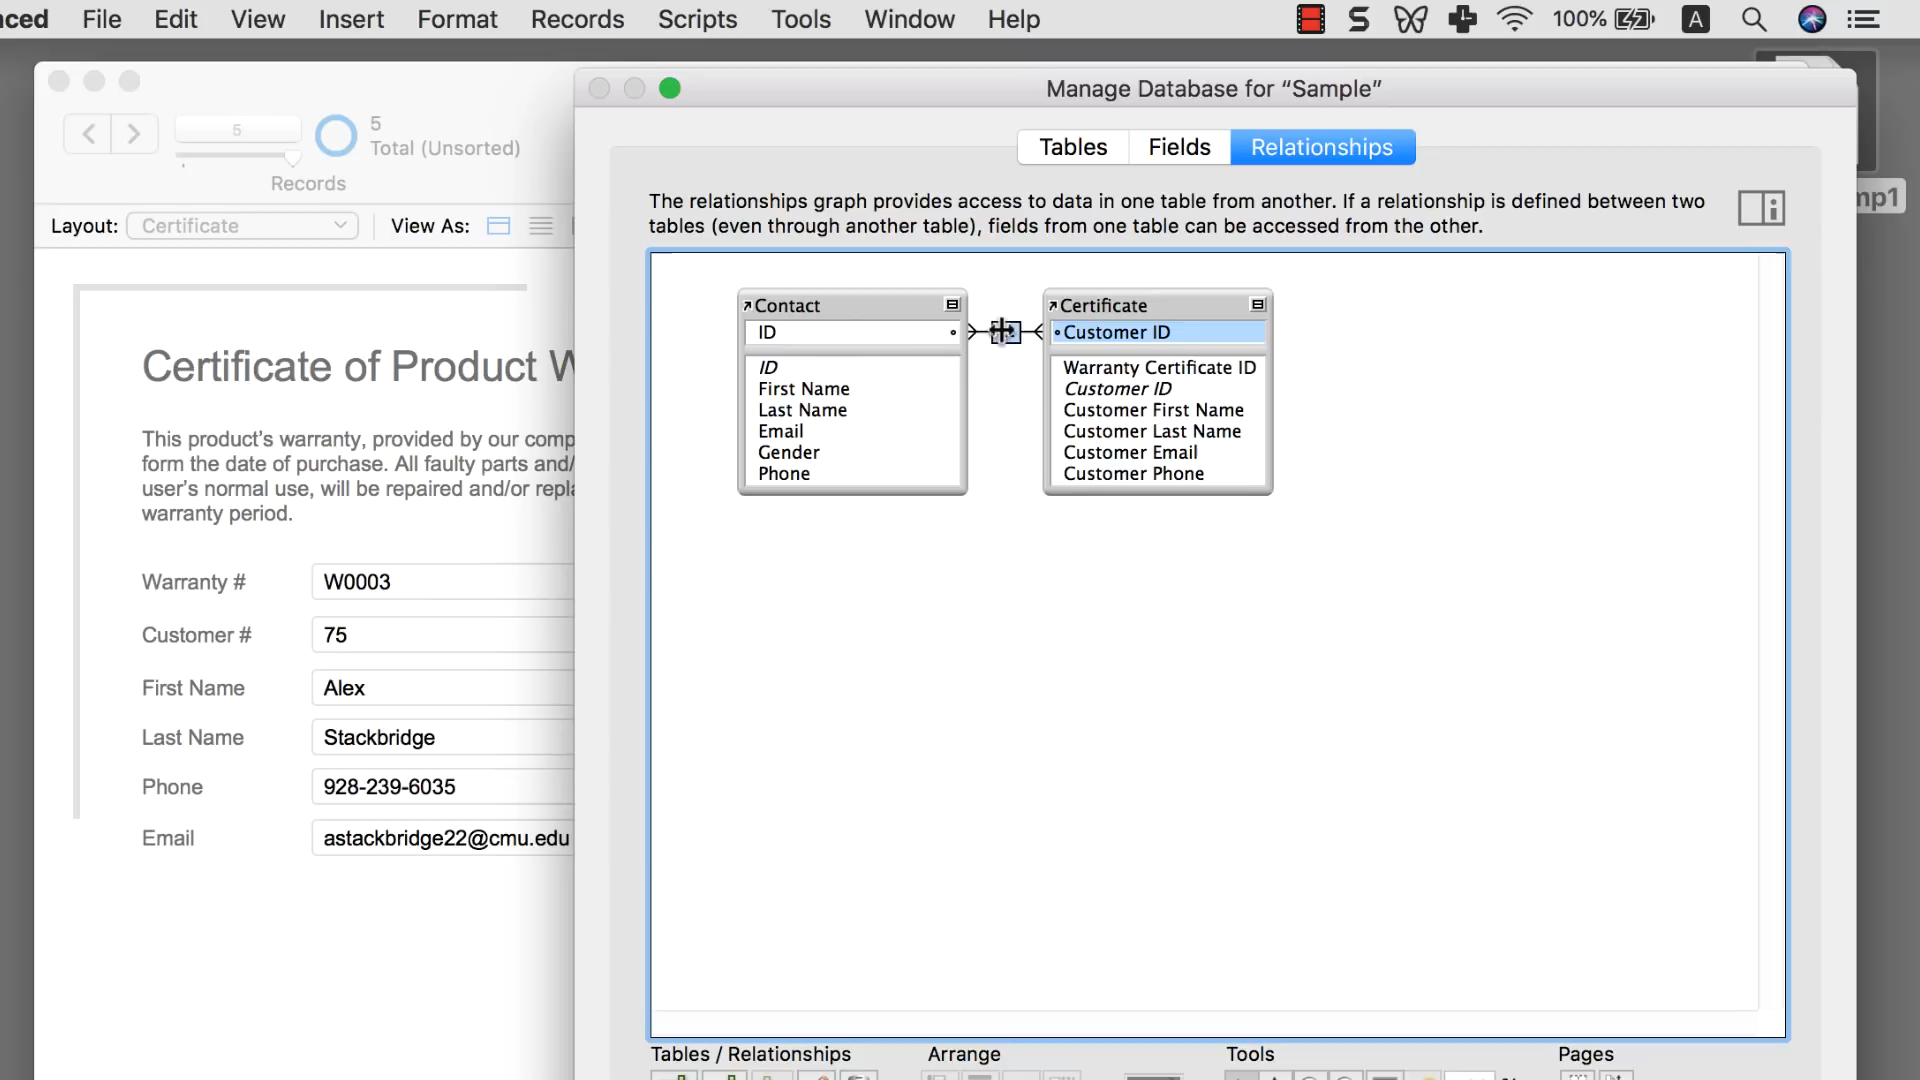 nced File Edit View Insert Format Records Scripts Tools Window Help 100% A
Manage Database for “Sample”
Tables Fields Relationships
5
5
Total (Unsorted)
Records
Layout: Certificate View As:
The relationships graph provides access to data in one table from another. If a relationship is defined between two
tables (even through another table), fields from one table can be accessed from the other.
mp1
Contact
ID
ID
First Name
Last Name
Email
Gender
Phone
Certificate
Customer ID
Warranty Certificate ID
Customer ID
Customer First Name
Customer Last Name
Customer Email
Customer Phone
Certificate of Product W
This product’s warranty, provided by our comp
form the date of purchase. All faulty parts and/
user’s normal use, will be repaired and/or repla
warranty period.
Warranty # W0003
Customer # 75
First Name Alex
Last Name Stackbridge
Phone 928-239-6035
Email astackbridge22@cmu.edu
Tables / Relationships Arrange Tools Pages